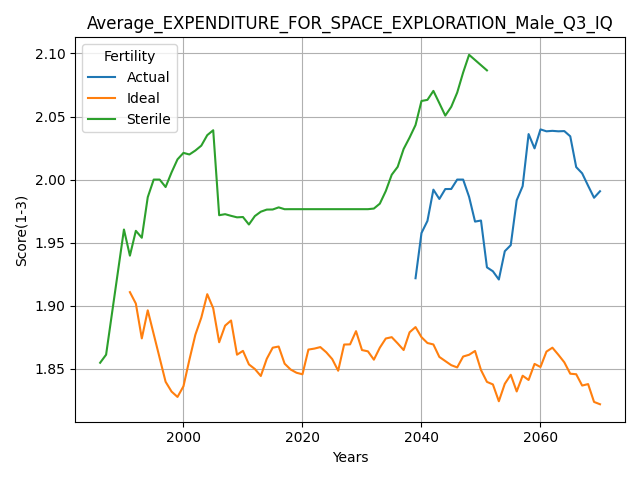 Average_EXPENDITURE_FOR_SPACE_EXPLORATION_Male_Q3_IQ
Fertility
Actual
Ideal
Sterile
Score(1-3)
2.10
2.05
2.00
1.95
1.90
1.85
2000
2020
2040
2060
Years